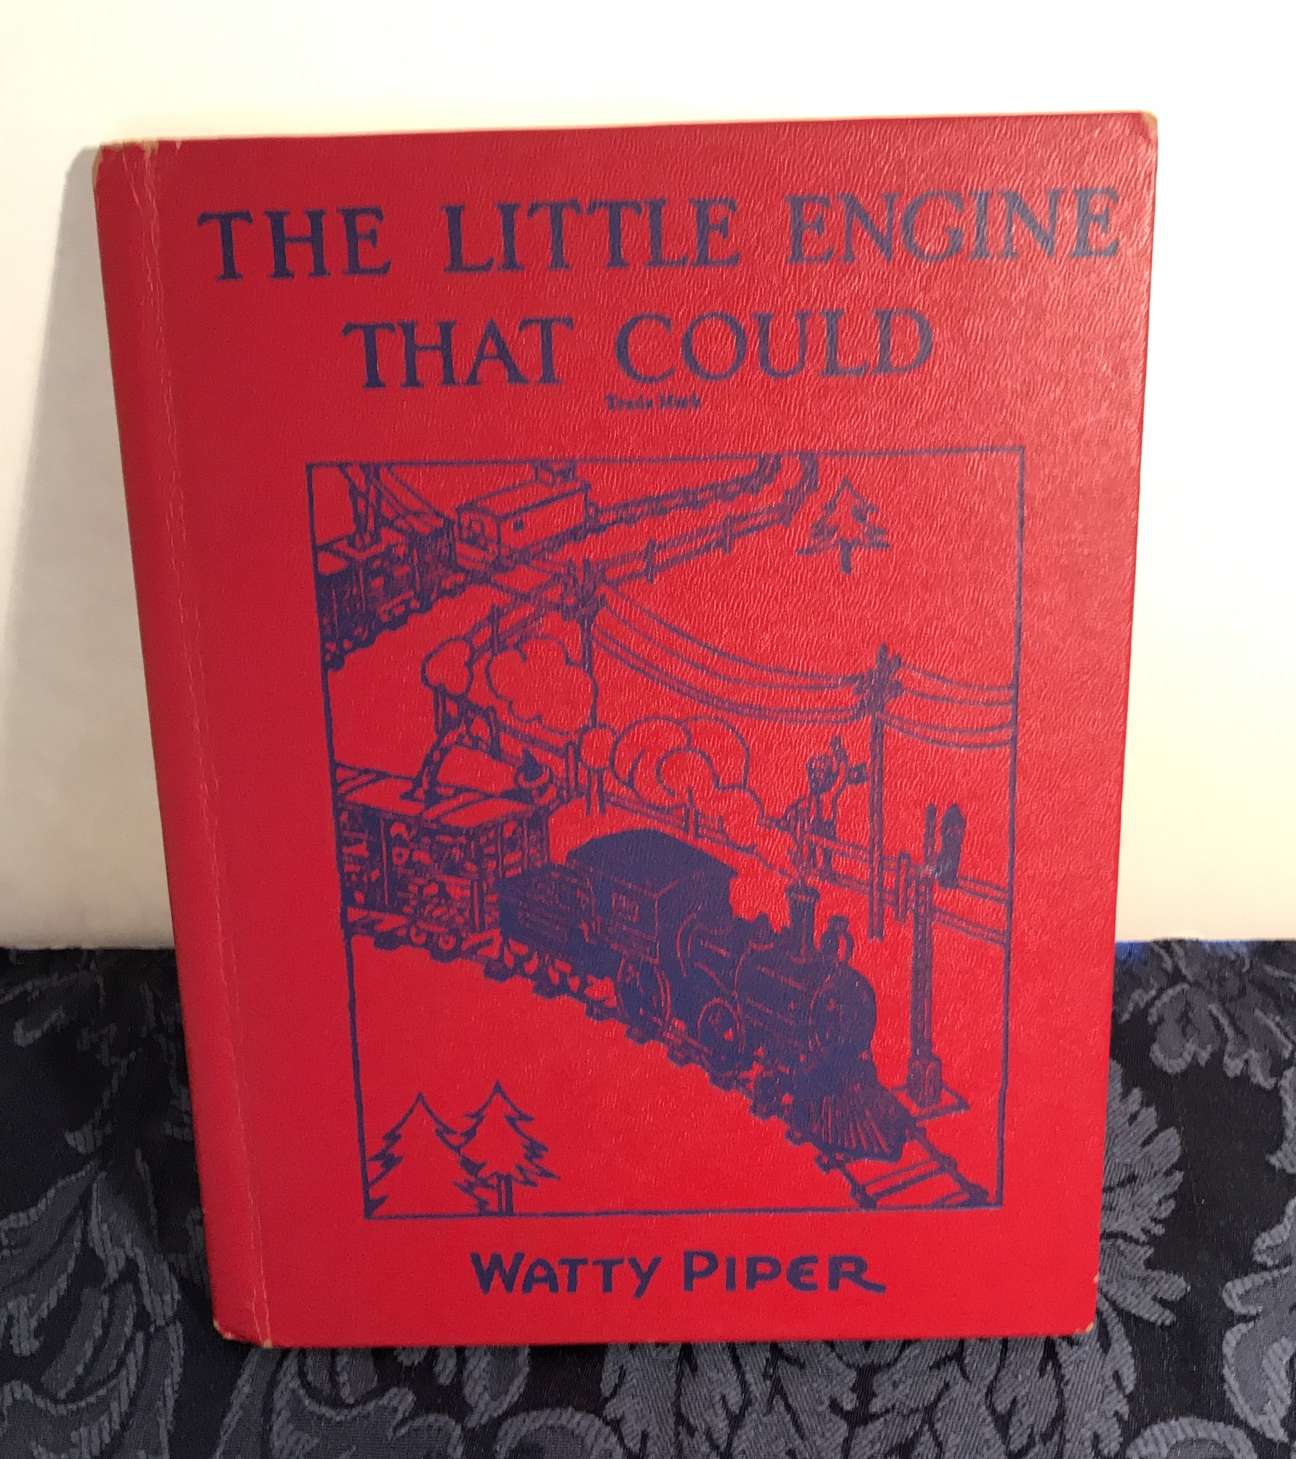 THE LITTLE ENGINE
THAT COULD
Trade Mark
WATTY PIPER